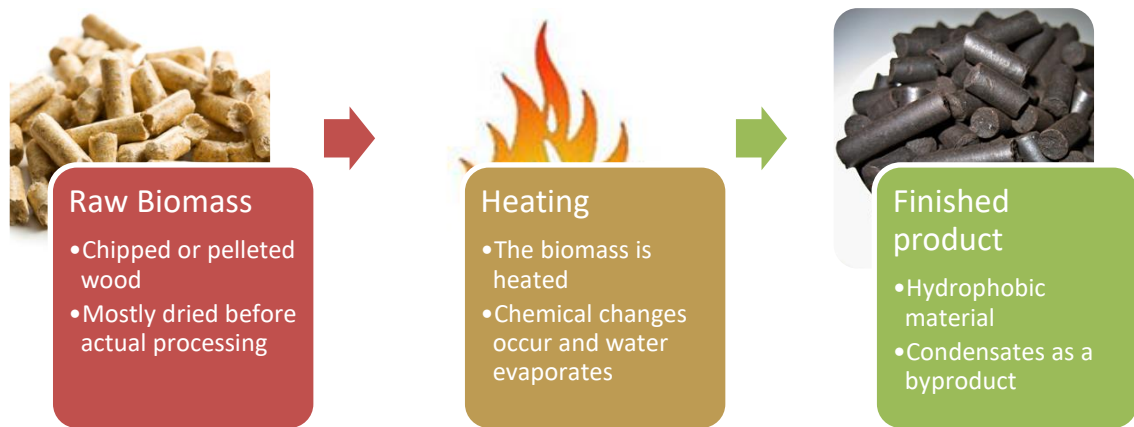 Raw Biomass
•Chipped or pelleted
wood
•Mostly dried before
actual processing
Heating
•The biomass is
heated
•Chemical changes
occur and water
evaporates
Finished
product
•Hydrophobic
material
•Condensates as a
byproduct